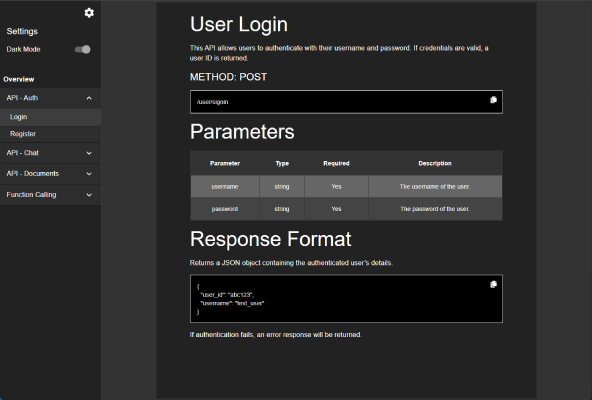 Settings
Dark Mode
Overview
API - Auth
Login
Register
API - Chat
API - Documents
Function Calling
User Login
This API allows users to authenticate with their username and password. If credentials are valid, a
user ID is returned.
METHOD: POST
/user/signin
Parameters
Parameter Type Required Description
username string Yes The username of the user.
password string Yes The password of the user.
Response Format
Returns a JSON object containing the authenticated user's details.
{
"user_id": "abc123",
"username": "test_user"
}
If authentication fails, an error response will be returned.